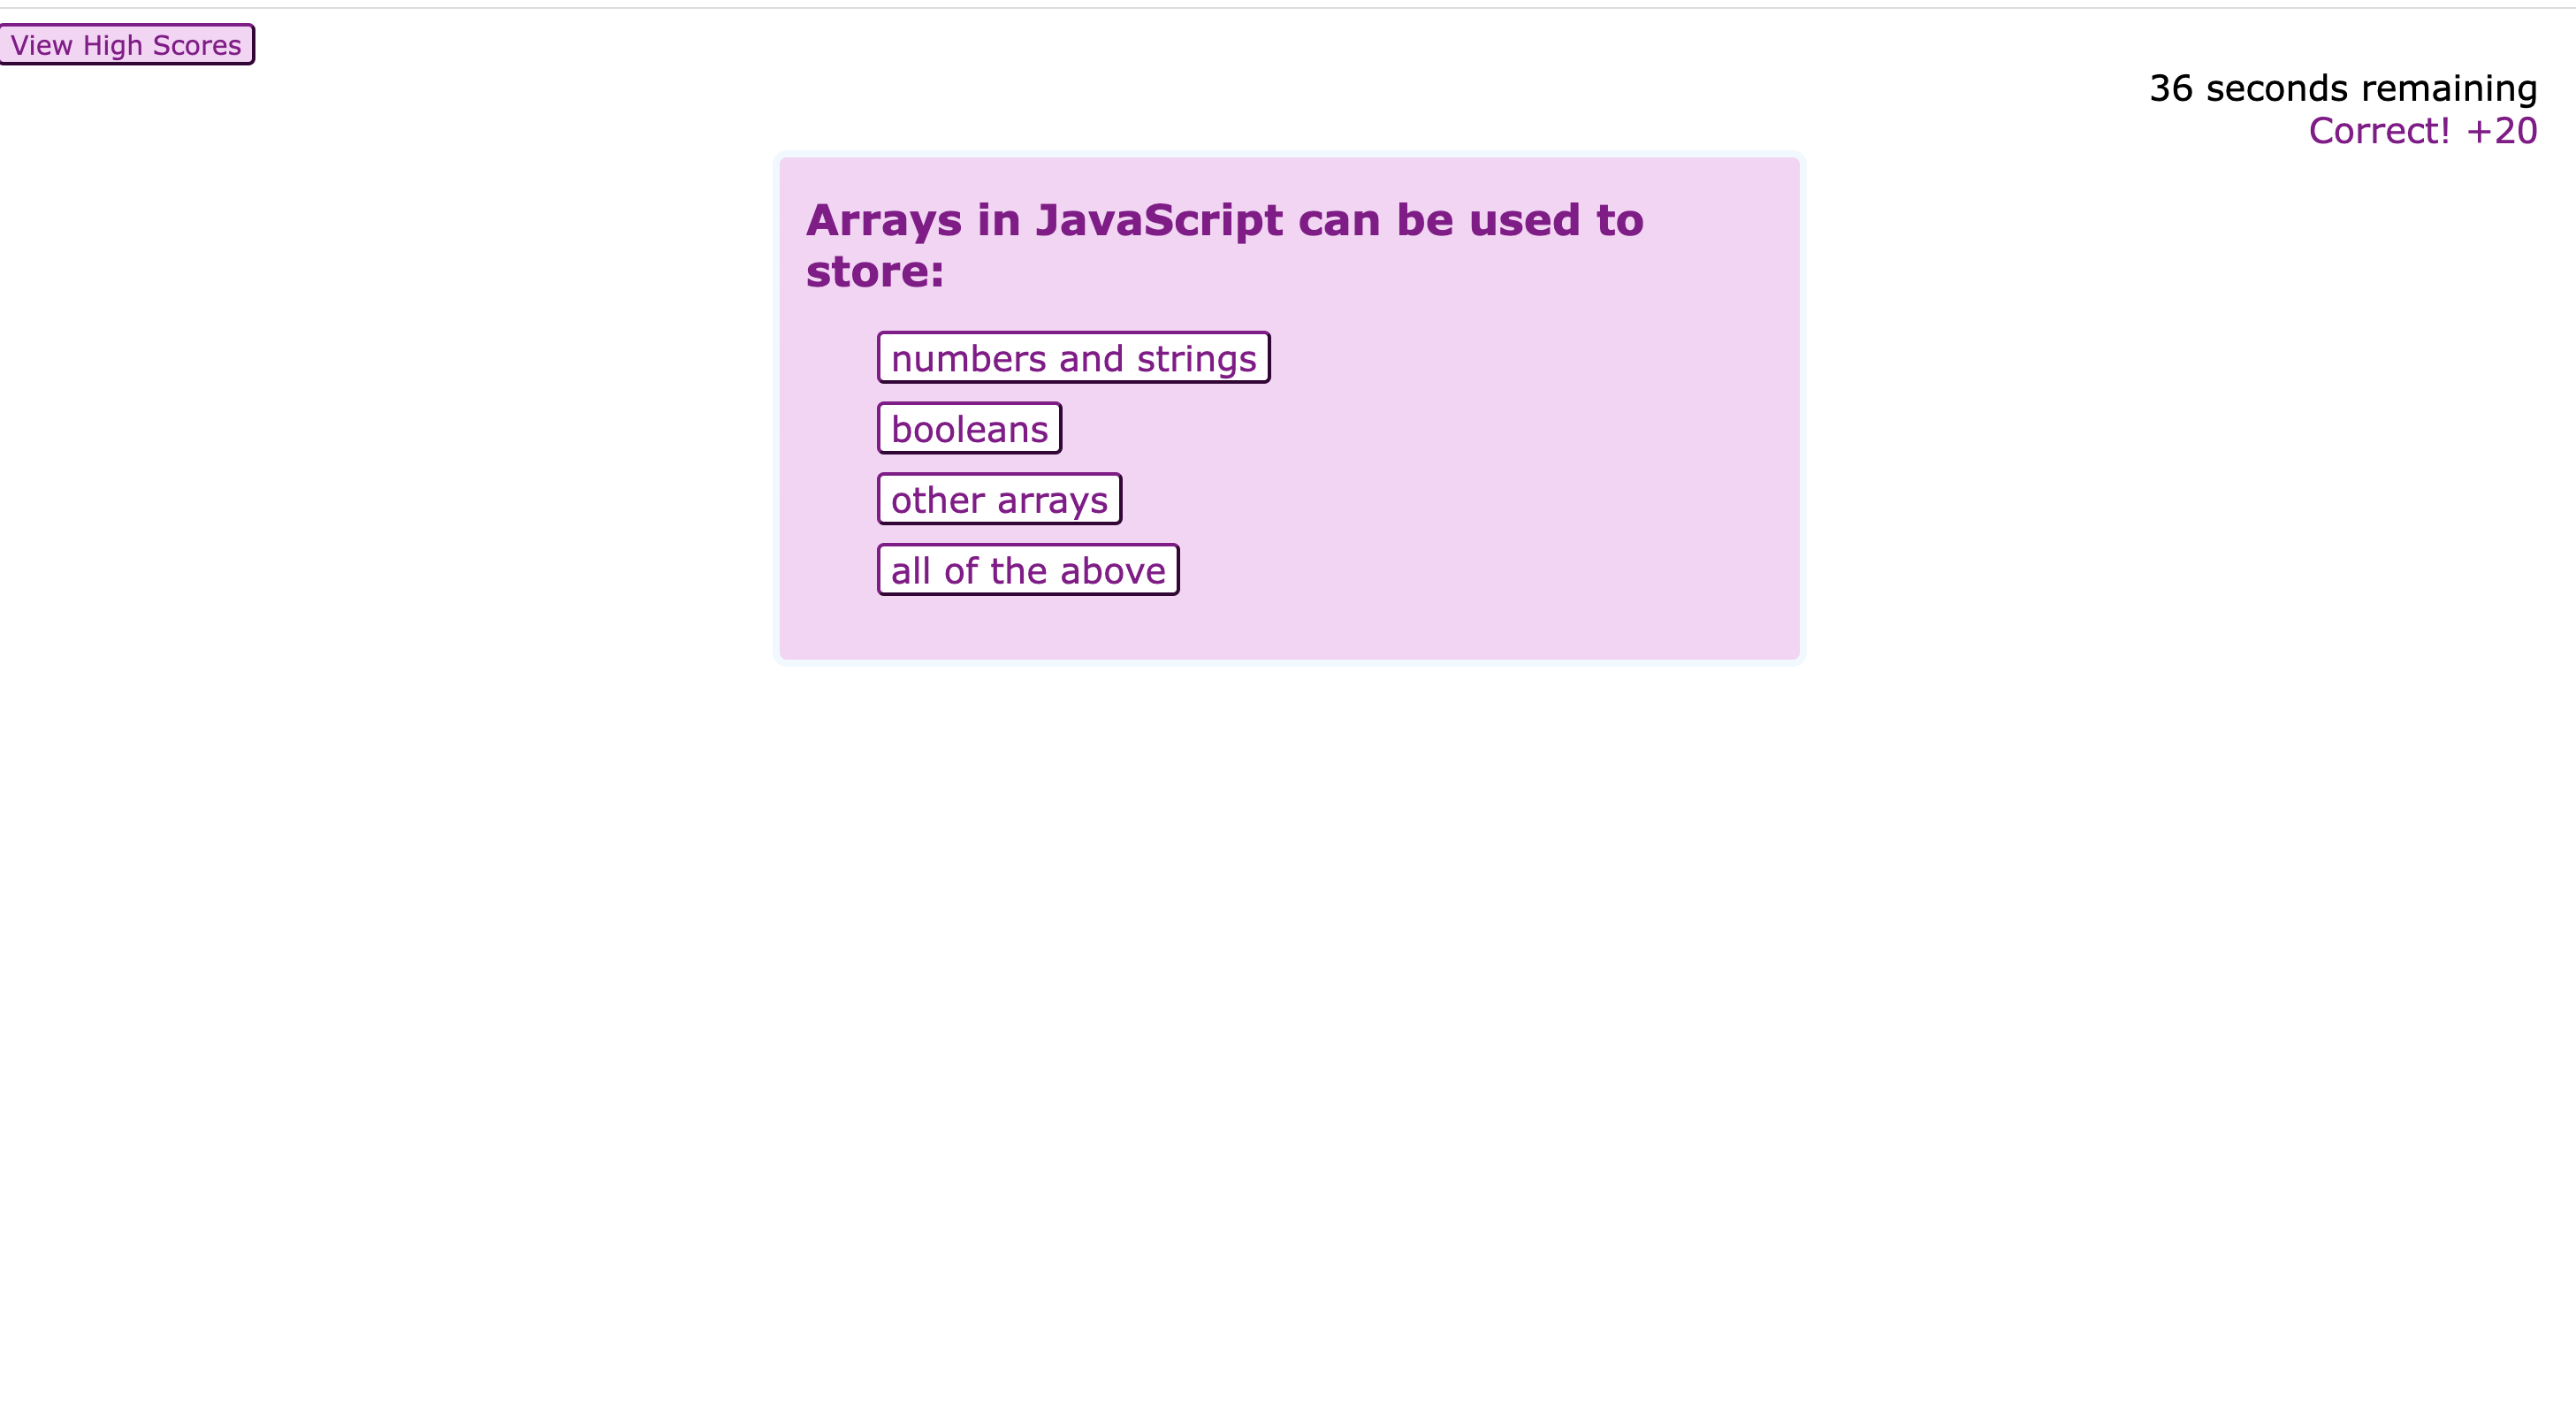 View High Scores
36 seconds remaining
Correct! +20
Arrays in JavaScript can be used to
store:
numbers and strings
booleans
other arrays
all of the above